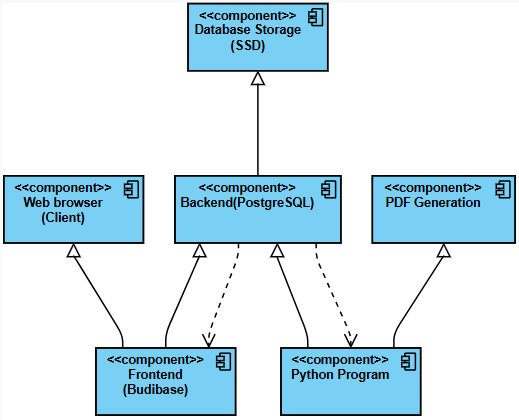 <<component>>
Database Storage
(SSD)
<<component>>
Web browser
(Client)
<<component>>
Backend(PostgreSQL)
<<component>>
PDF Generation
<<component>>
Frontend
(Budibase)
<<component>>
Python Program